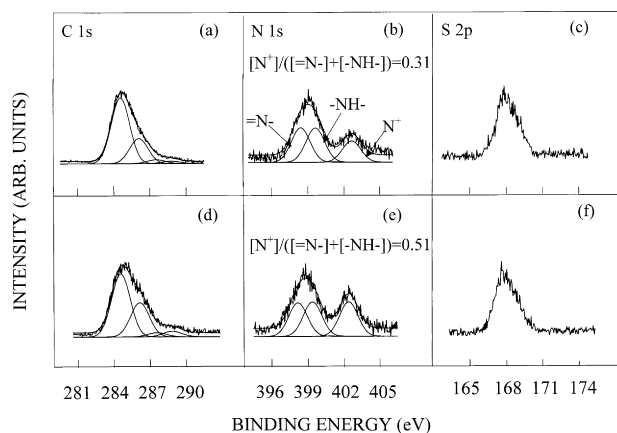 C 1s
(a)
N 1s
(b)
S 2p
(c)
[N⁺]/([=N-]+[-NH-])=0.31
=N-
-NH-
N⁺
(d)
(e)
[N⁺]/([=N-]+[-NH-])=0.51
(f)
INTENSITY (ARB. UNITS)
281 284 287 290
396 399 402 405
165 168 171 174
BINDING ENERGY (eV)